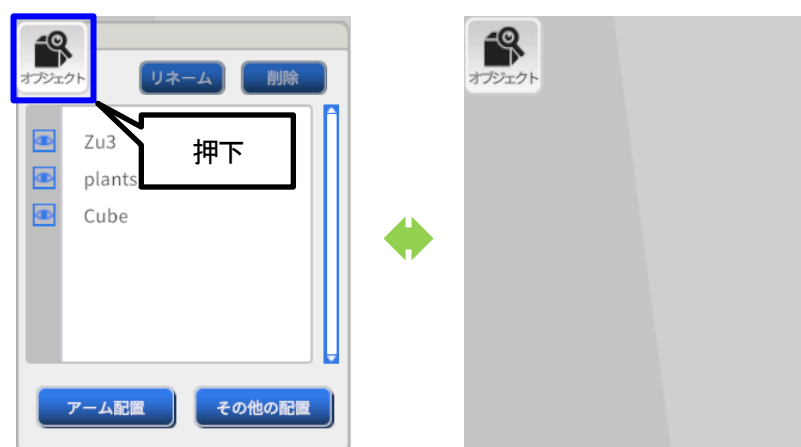 オブジェクト
リネーム
削除
押下
Zu3
plants
Cube
アーム配置
その他の配置
オブジェクト